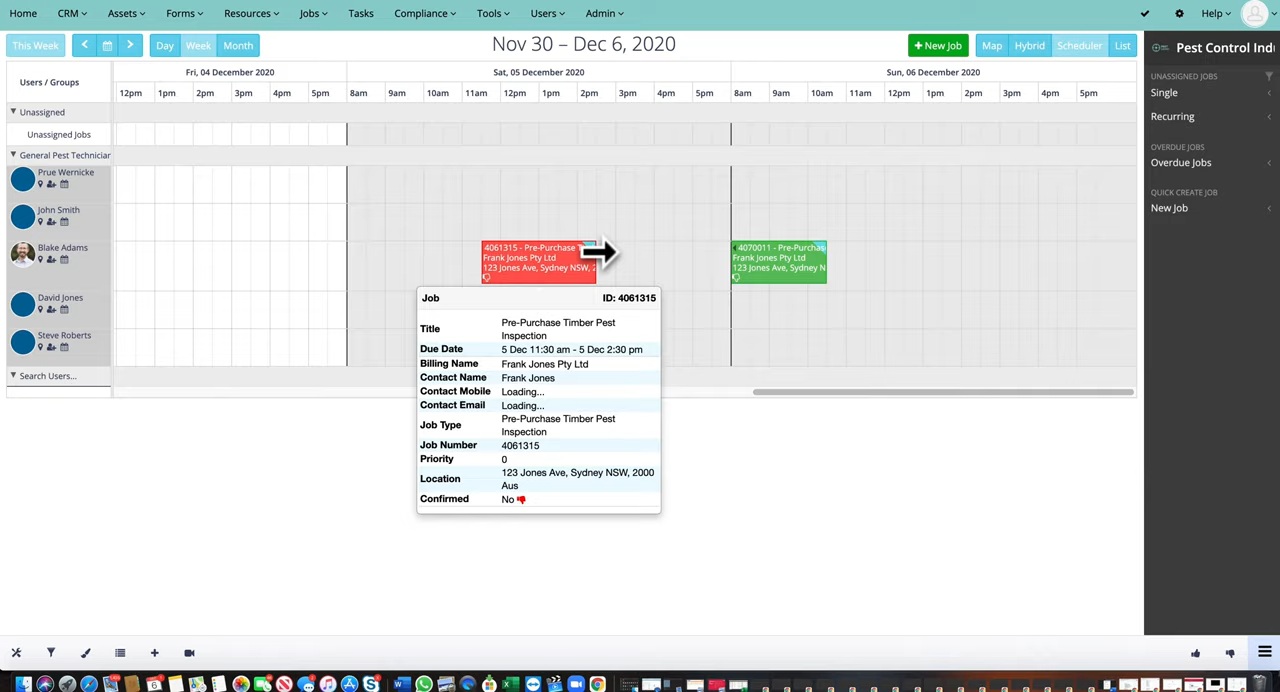 Home CRM Assets Forms Resources Jobs Tasks Compliance Tools Users Admin Help
This Week Day Week Month Nov 30 – Dec 6, 2020 + New Job Map Hybrid Scheduler List
Users / Groups
Fri, 04 December 2020 Sat, 05 December 2020 Sun, 06 December 2020
12pm 1pm 2pm 3pm 4pm 5pm 8am 9am 10am 11am 12pm 1pm 2pm 3pm 4pm 5pm 8am 9am 10am 11am 12pm 1pm 2pm 3pm 4pm 5pm
Unassigned
Unassigned Jobs
General Pest Technician
Prue Wernicke
John Smith
Blake Adams
David Jones
Steve Roberts
Search Users...
4061315 - Pre-Purchase T
Frank Jones Pty Ltd
123 Jones Ave, Sydney NSW, 2
4070011 - Pre-Purchase
Frank Jones Pty Ltd
123 Jones Ave, Sydney N
Job ID: 4061315
Title Pre-Purchase Timber Pest
Inspection
Due Date 5 Dec 11:30 am - 5 Dec 2:30 pm
Billing Name Frank Jones Pty Ltd
Contact Name Frank Jones
Contact Mobile Loading...
Contact Email Loading...
Job Type Pre-Purchase Timber Pest
Inspection
Job Number 4061315
Priority 0
Location 123 Jones Ave, Sydney NSW, 2000
Aus
Confirmed No
Pest Control Ind
UNASSIGNED JOBS
Single
Recurring
OVERDUE JOBS
Overdue Jobs
QUICK CREATE JOB
New Job